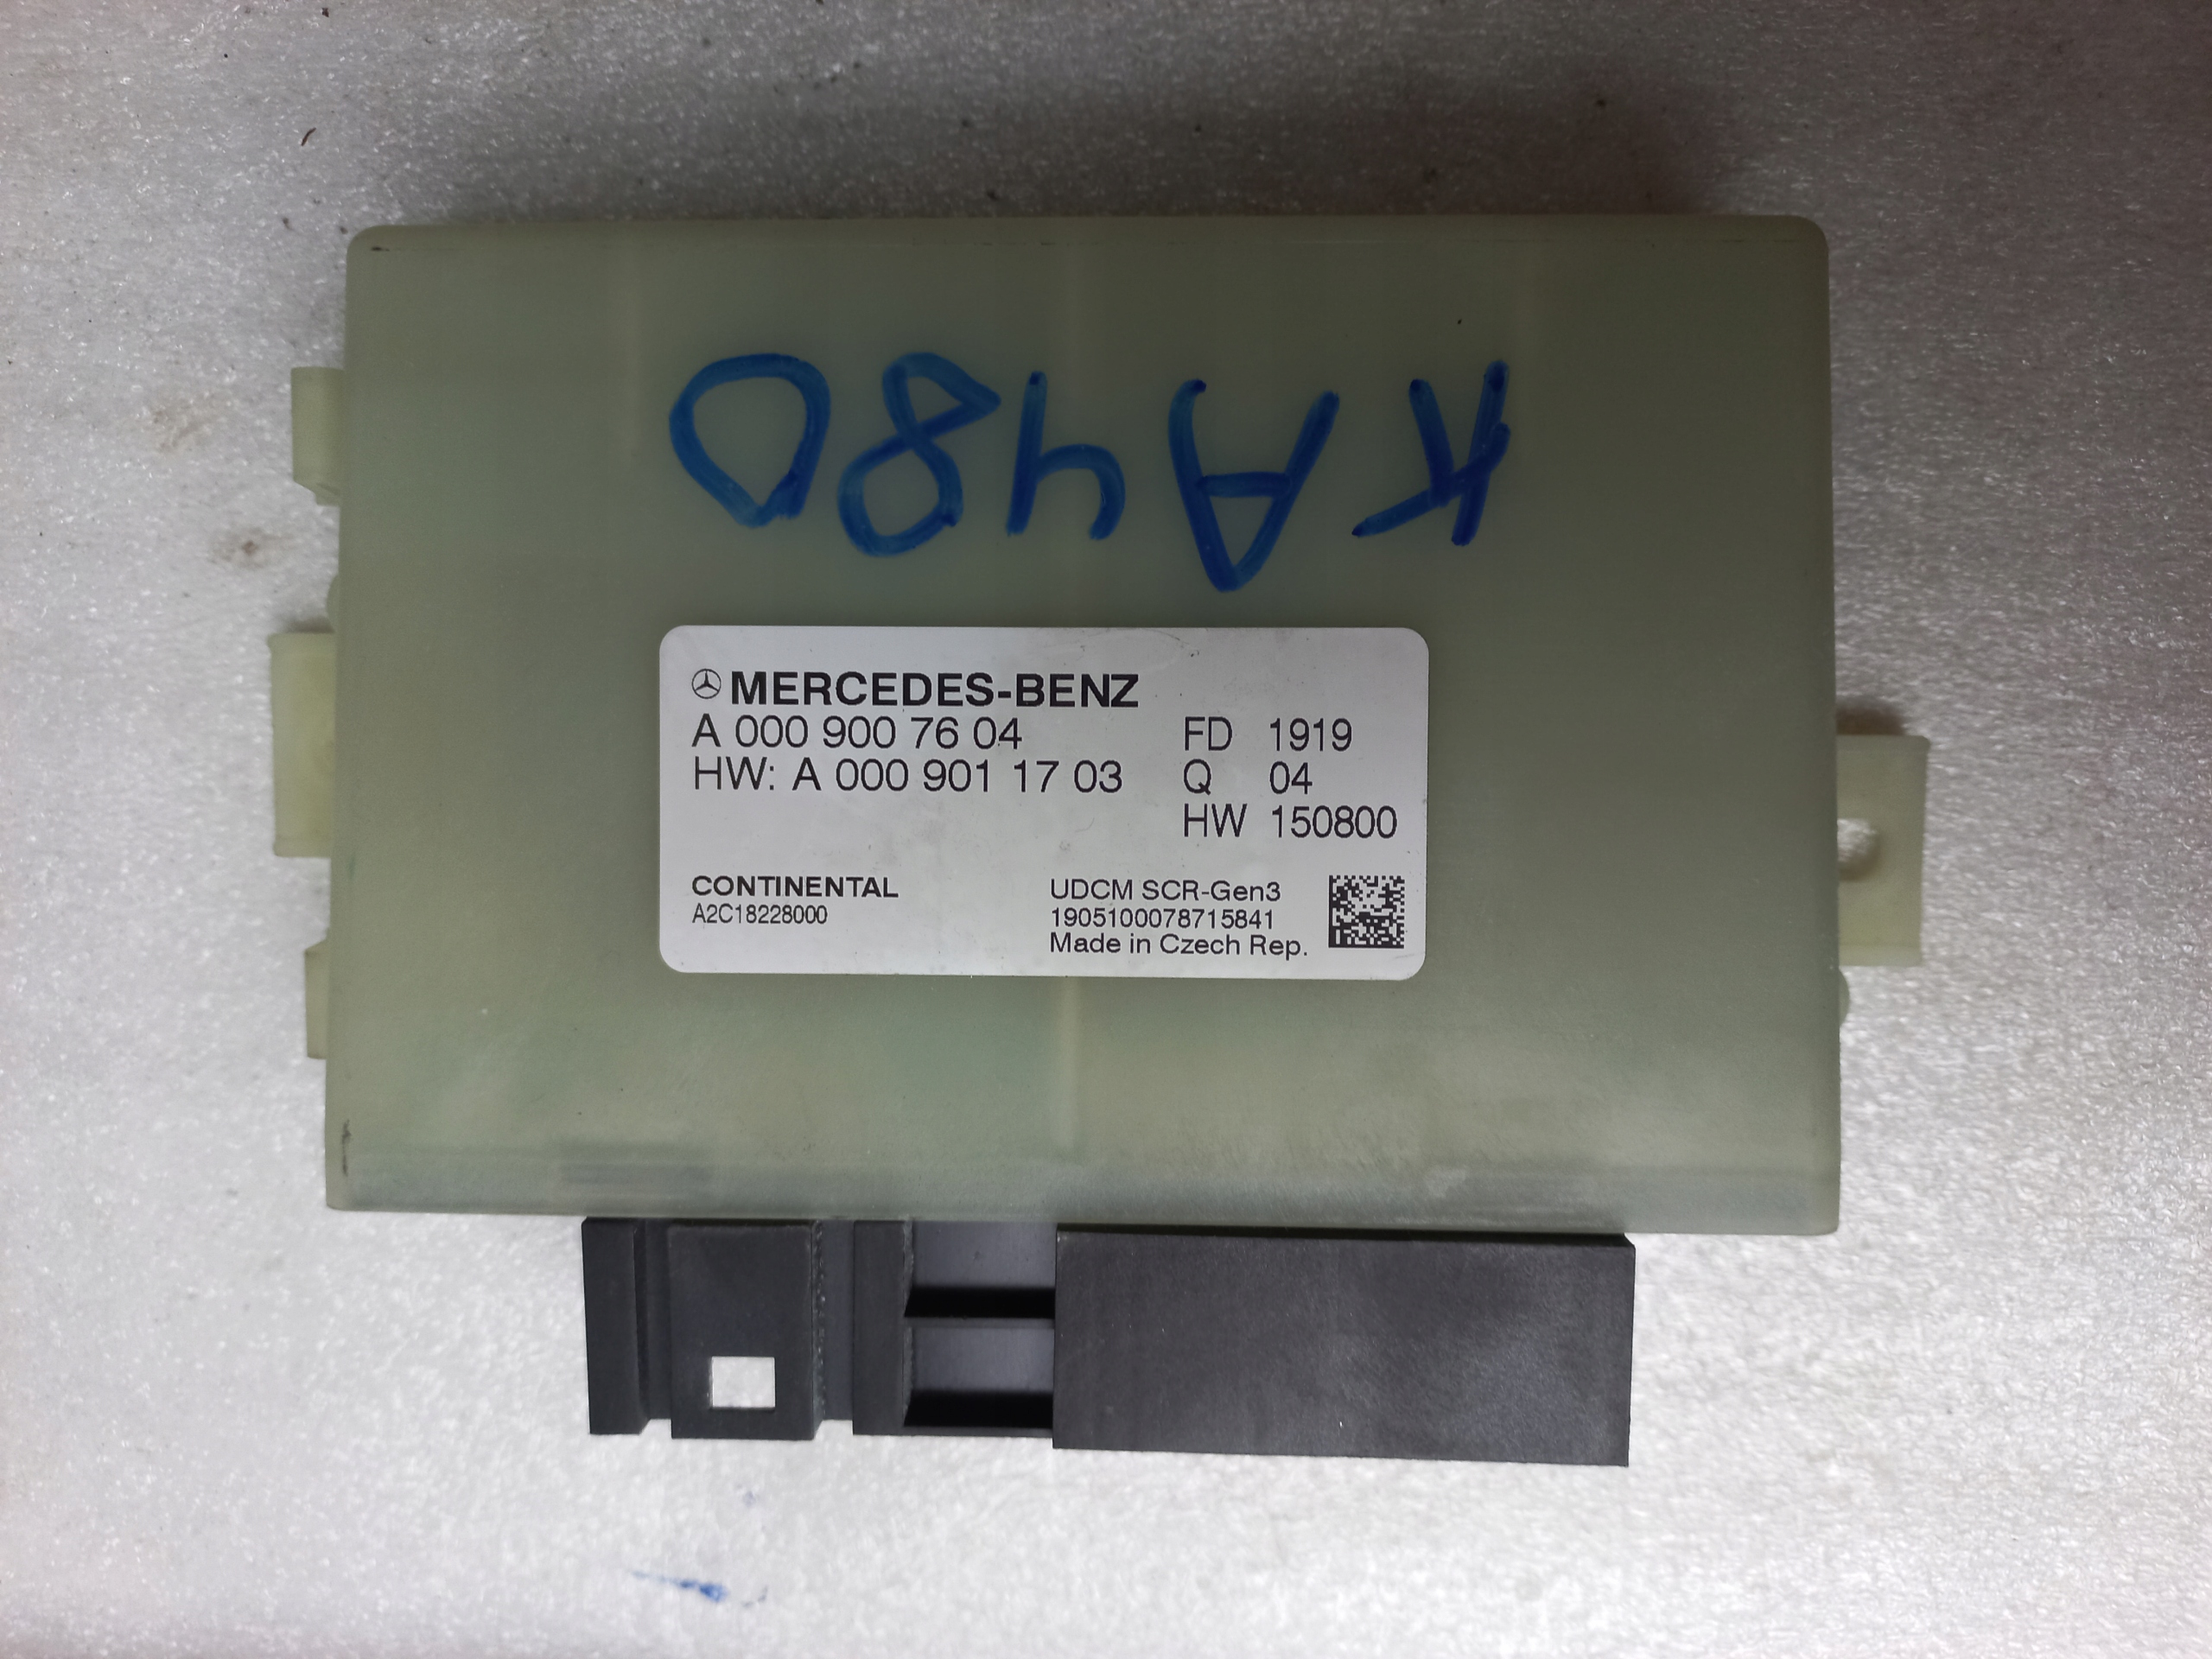 KA480
MERCEDES-BENZ
A 000 900 76 04 FD 1919
HW: A 000 901 17 03 Q 04
HW 150800
CONTINENTAL UDCM SCR-Gen3
A2C18228000 1905100078715841
Made in Czech Rep.